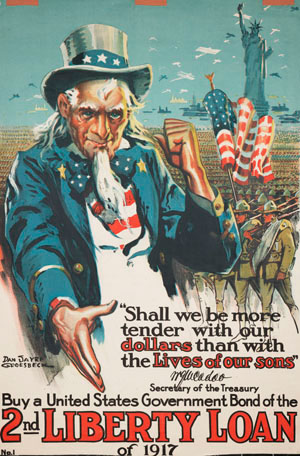 "Shall we be more
tender with our
dollars than with
the Lives of our sons"
W McAdoo
Secretary of the Treasury
DAN SAYRE
GROESBECK
Buy a United States Government Bond of the
2nd LIBERTY LOAN
of 1917
No.1